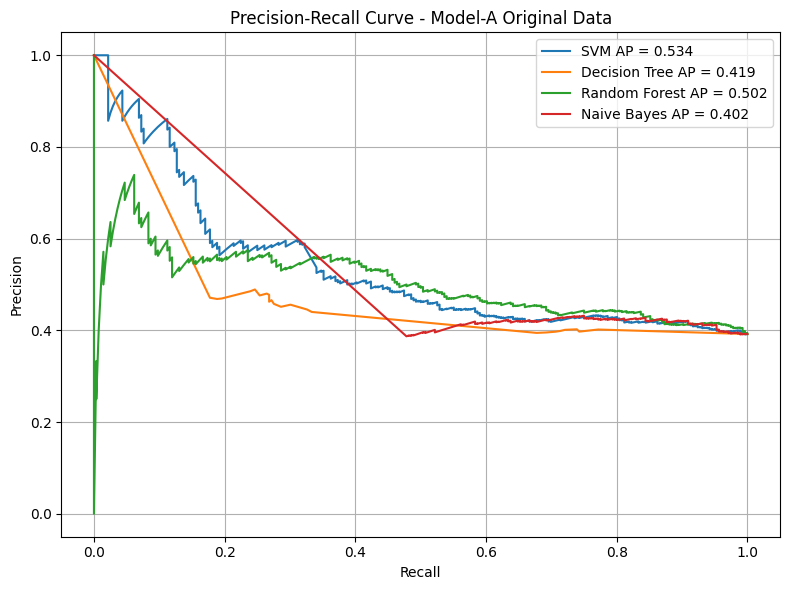 Precision-Recall Curve - Model-A Original Data
SVM AP = 0.534
Decision Tree AP = 0.419
Random Forest AP = 0.502
Naive Bayes AP = 0.402
Precision
1.0
0.8
0.6
0.4
0.2
0.0
0.0 0.2 0.4 0.6 0.8 1.0
Recall